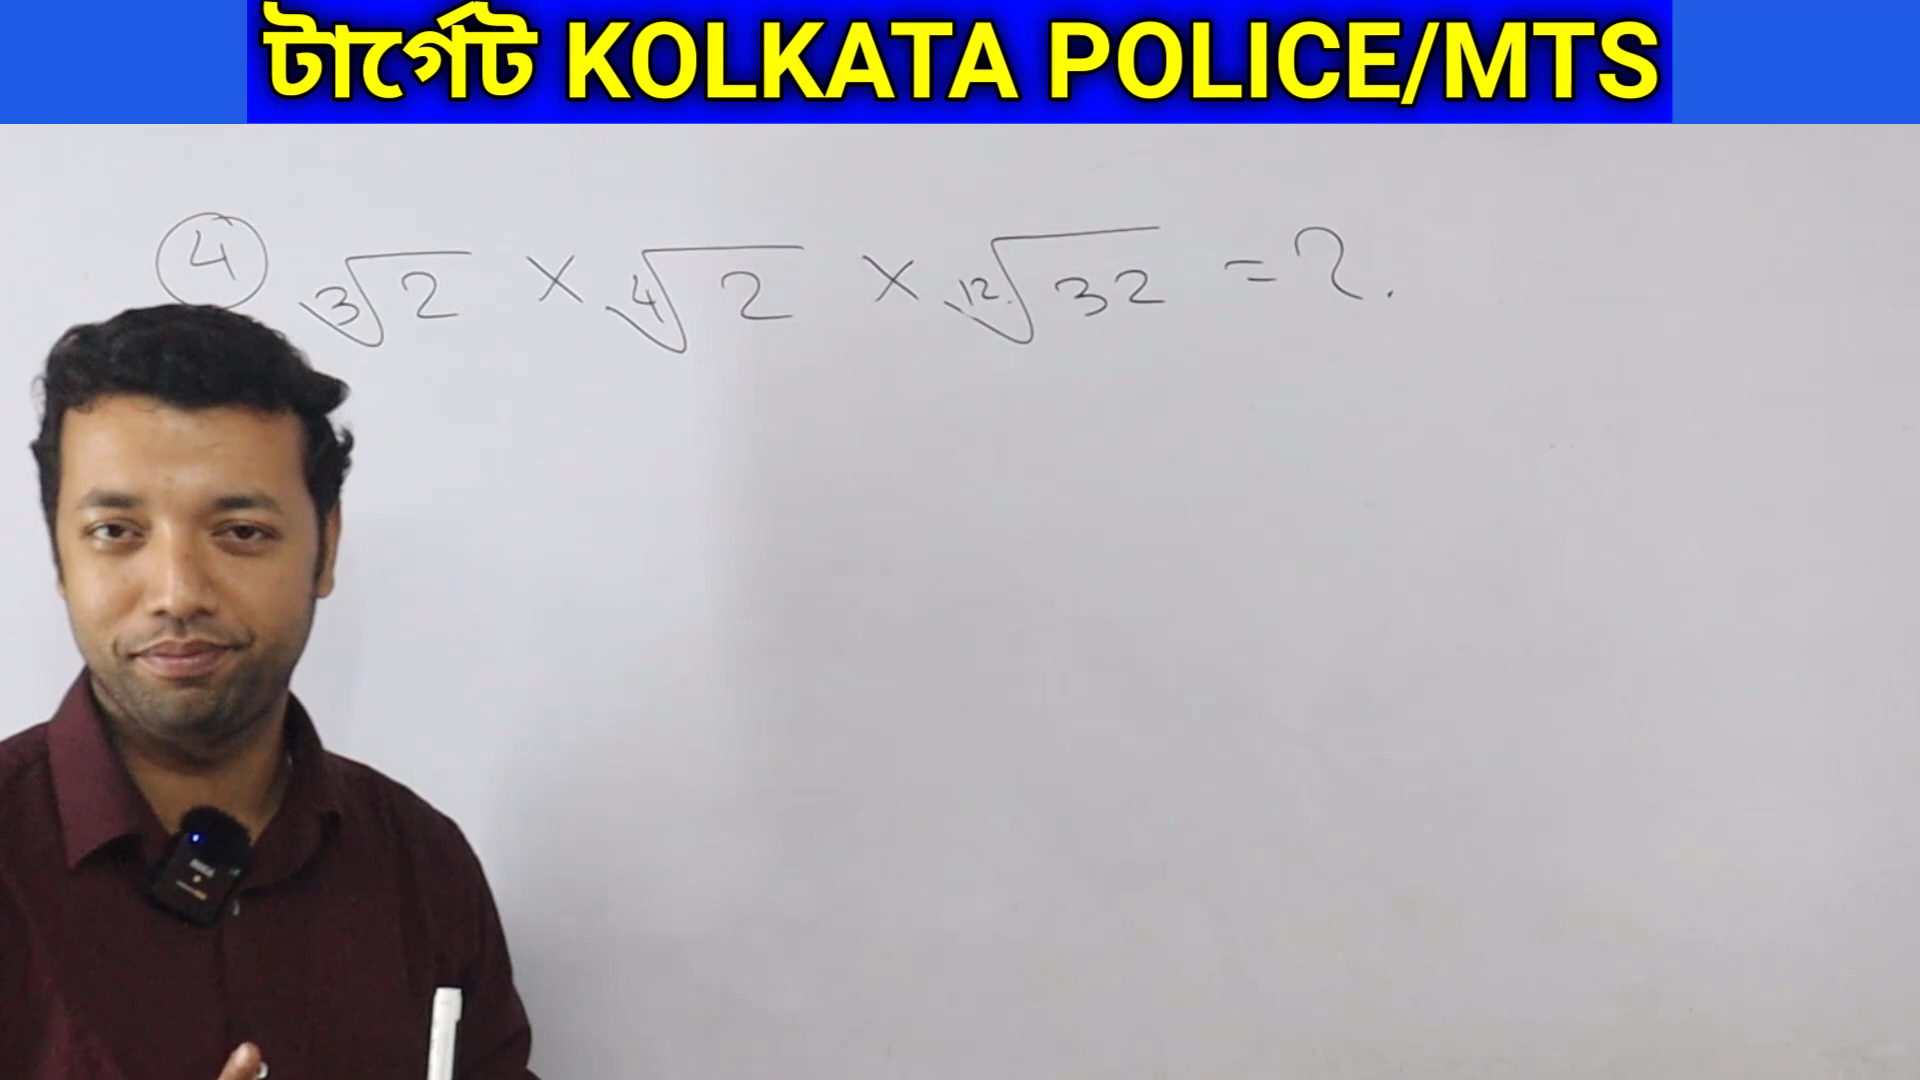 টার্গেট KOLKATA POLICE/MTS
④ ∛2 × ∜2 × ¹²√32 = ?.